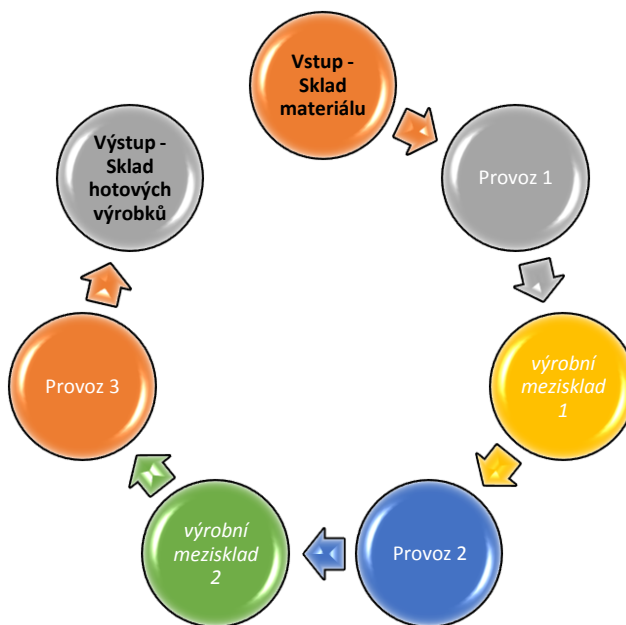 Vstup -
Sklad
materiálu
Provoz 1
výrobní
mezisklad
1
Provoz 2
výrobní
mezisklad
2
Provoz 3
Výstup -
Sklad
hotových
výrobků